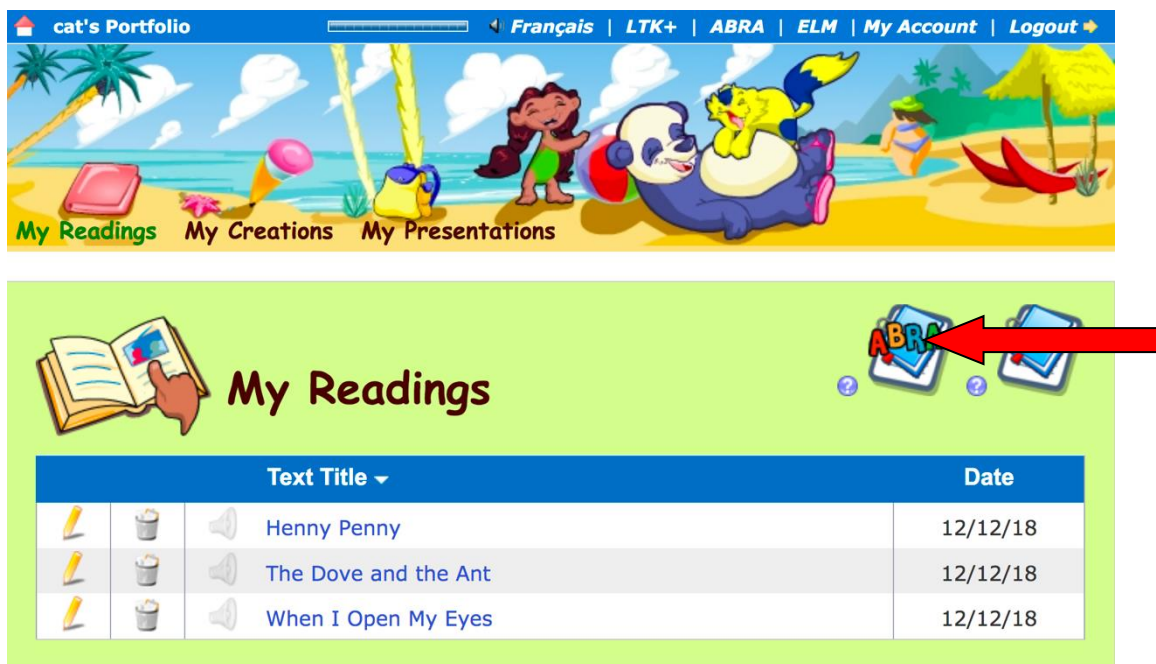 cat's Portfolio Français | LTK+ | ABRA | ELM | My Account | Logout
My Readings My Creations My Presentations
ABRA
? ?
My Readings
Text Title Date
Henny Penny 12/12/18
The Dove and the Ant 12/12/18
When I Open My Eyes 12/12/18